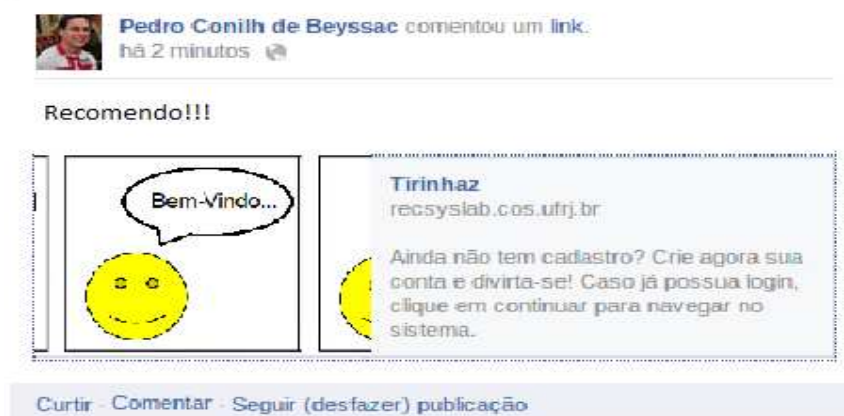 Pedro Conilh de Beyssac comentou um link.
há 2 minutos
Recomendo!!!
Bem-Vindo...
Tirinhaz
recsyslab.cos.ufrj.br
Ainda não tem cadastro? Crie agora sua
conta e divirta-se! Caso já possua login,
clique em continuar para navegar no
sistema.
Curtir · Comentar · Seguir (desfazer) publicação